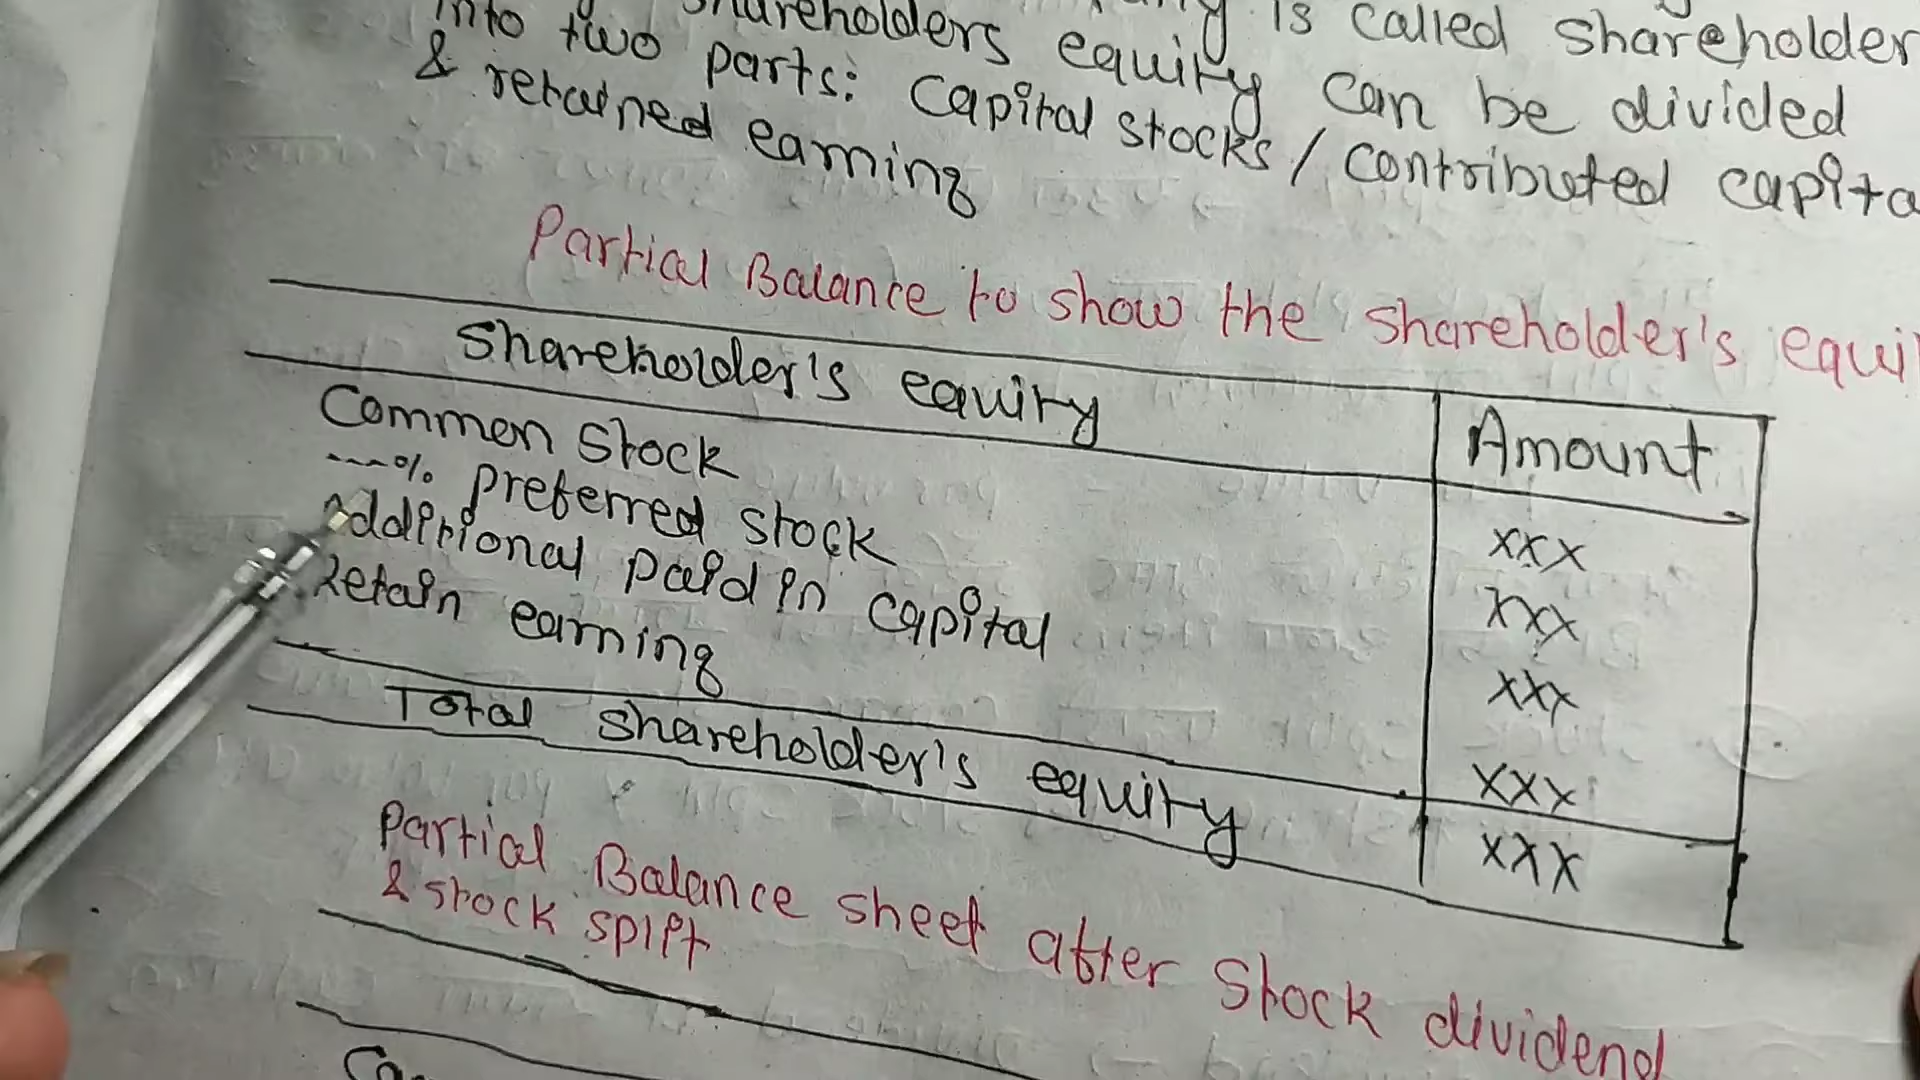 shareholders equity can be divided is called shareholder
into two parts: Capital stocks / contributed capita
& retained earning
Partial Balance to show the shareholder's equi
Shareholder's equity Amount
Common Stock xxx
----% preferred stock xxx
Additional paid in capital xxx
Retain earning xxx
Total shareholder's equity xxx
Partial Balance sheet after Stock dividend
& stock split